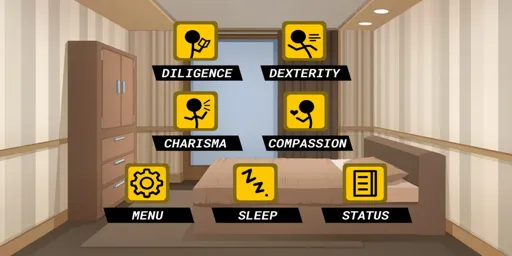 DILIGENCE
DEXTERITY
CHARISMA
COMPASSION
MENU
SLEEP
STATUS